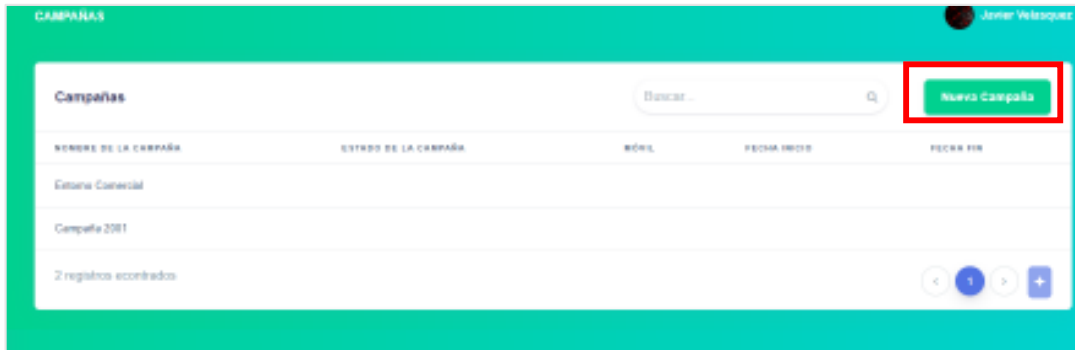 CAMPAÑAS Javier Velasquez
Campañas Buscar... Nueva Campaña
NOMBRE DE LA CAMPAÑA ESTADO DE LA CAMPAÑA MÓVIL FECHA INICIO FECHA FIN
Entorno Comercial
Campaña 2001
2 registros econtrados < 1 > +